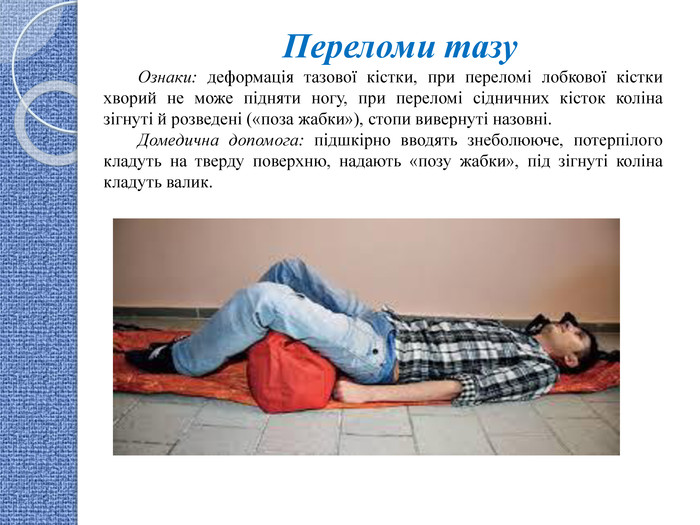 Переломи тазу
Ознаки: деформація тазової кістки, при переломі лобкової кістки
хворий не може підняти ногу, при переломі сідничних кісток коліна
зігнуті й розведені («поза жабки»), стопи вивернуті назовні.
Домедична допомога: підшкірно вводять знеболююче, потерпілого
кладуть на тверду поверхню, надають «позу жабки», під зігнуті коліна
кладуть валик.